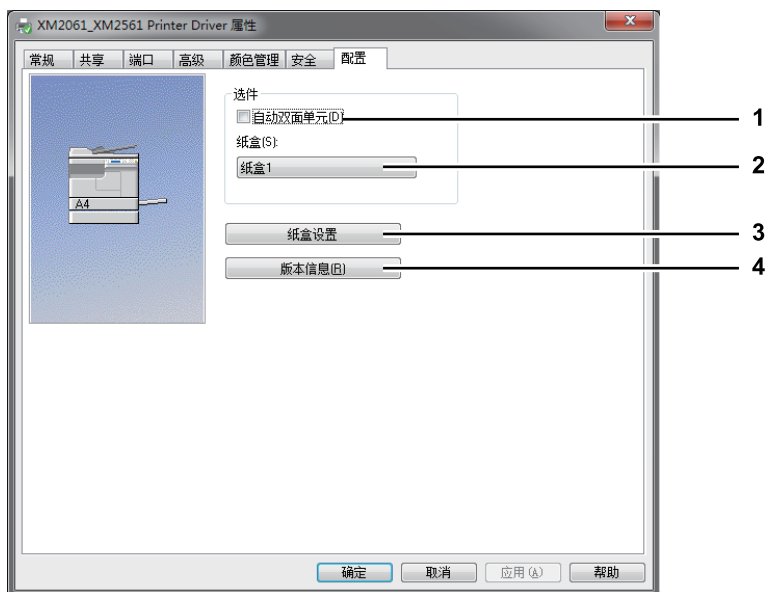 XM2061_XM2561 Printer Driver 属性
常规 共享 端口 高级 颜色管理 安全 配置
选件
自动双面单元(D) 1
纸盒(S):
纸盒1 2
A4
纸盒设置 3
版本信息(R) 4
确定 取消 应用(A) 帮助